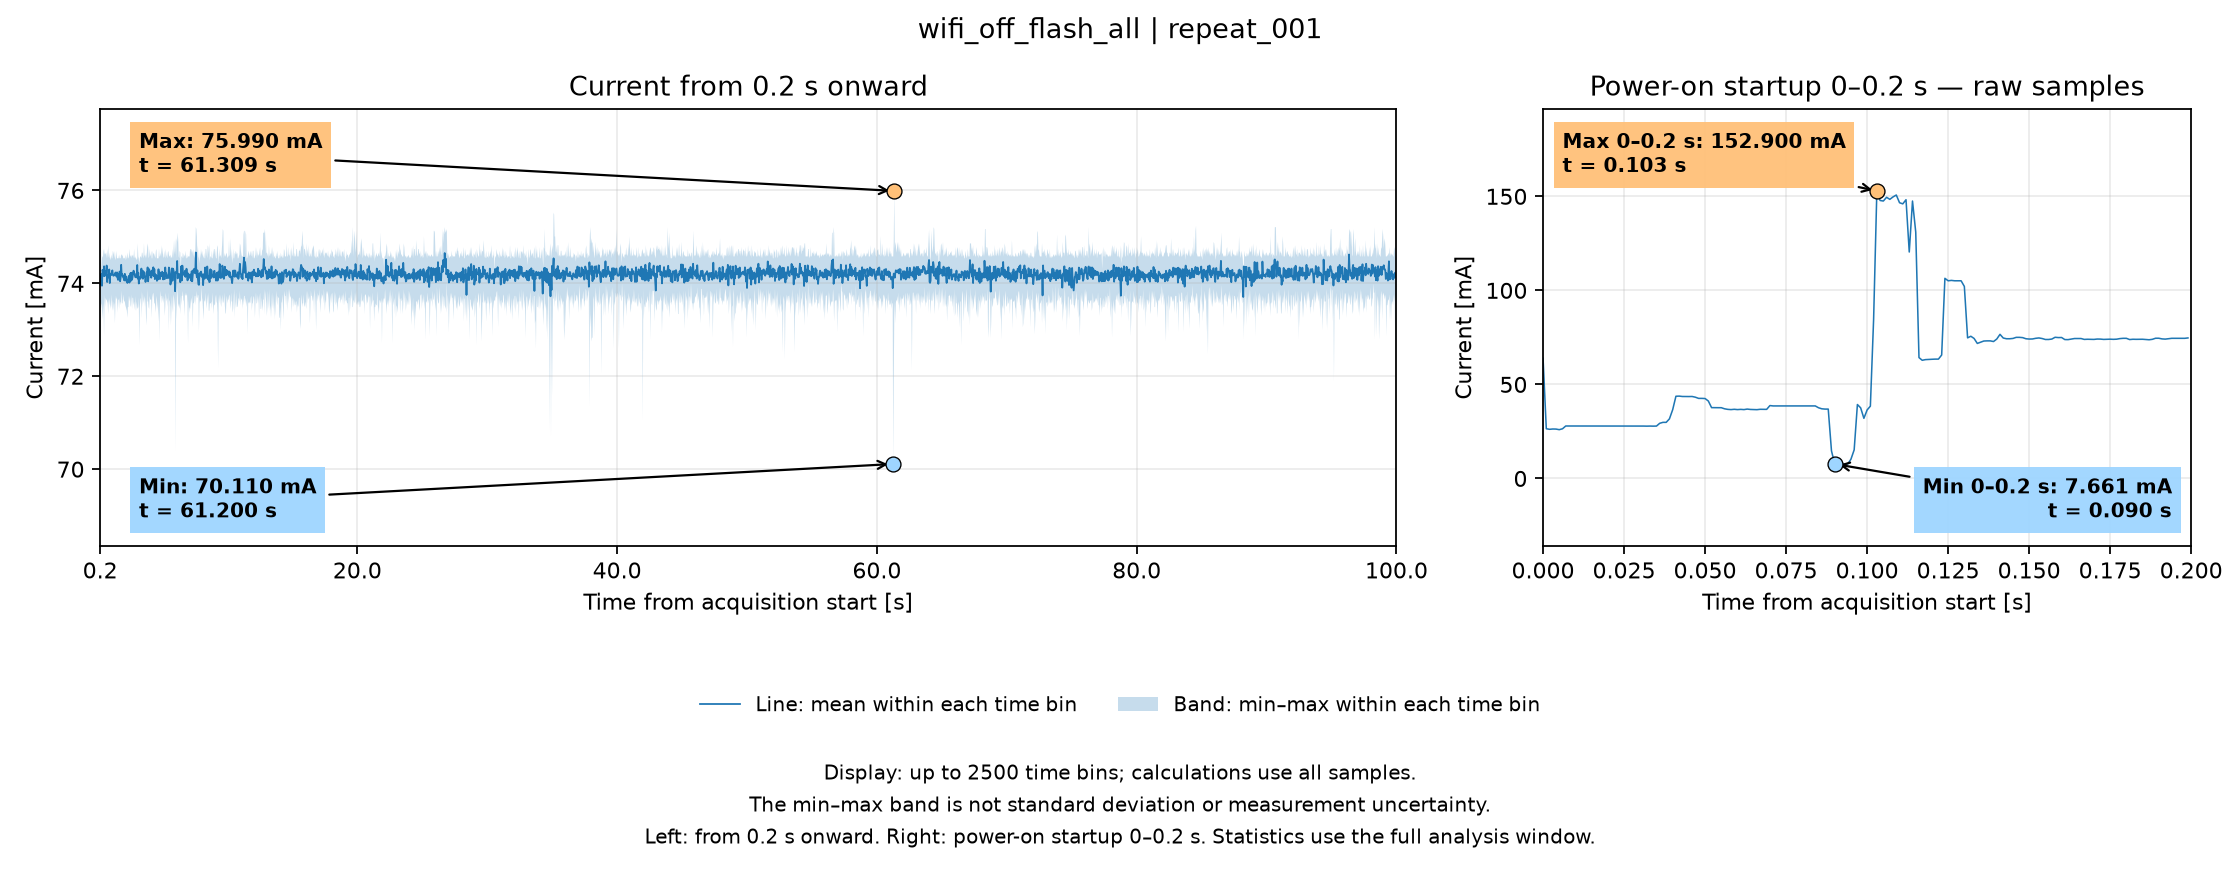 wifi_off_flash_all | repeat_001
Current from 0.2 s onward
Max: 75.990 mA
t = 61.309 s
Min: 70.110 mA
t = 61.200 s
Current [mA]
76
74
72
70
0.2
20.0
40.0
60.0
80.0
100.0
Time from acquisition start [s]
Power-on startup 0–0.2 s — raw samples
Max 0–0.2 s: 152.900 mA
t = 0.103 s
Min 0–0.2 s: 7.661 mA
t = 0.090 s
Current [mA]
150
100
50
0
0.000
0.025
0.050
0.075
0.100
0.125
0.150
0.175
0.200
Time from acquisition start [s]
Line: mean within each time bin
Band: min–max within each time bin
Display: up to 2500 time bins; calculations use all samples.
The min–max band is not standard deviation or measurement uncertainty.
Left: from 0.2 s onward. Right: power-on startup 0–0.2 s. Statistics use the full analysis window.